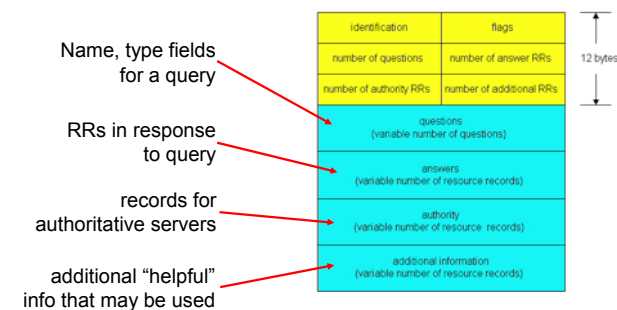 identification
flags
number of questions
number of answer RRs
number of authority RRs
number of additional RRs
12 bytes
Name, type fields
for a query
questions
(variable number of questions)
RRs in response
to query
answers
(variable number of resource records)
records for
authoritative servers
authority
(variable number of resource records)
additional “helpful”
info that may be used
additional information
(variable number of resource records)